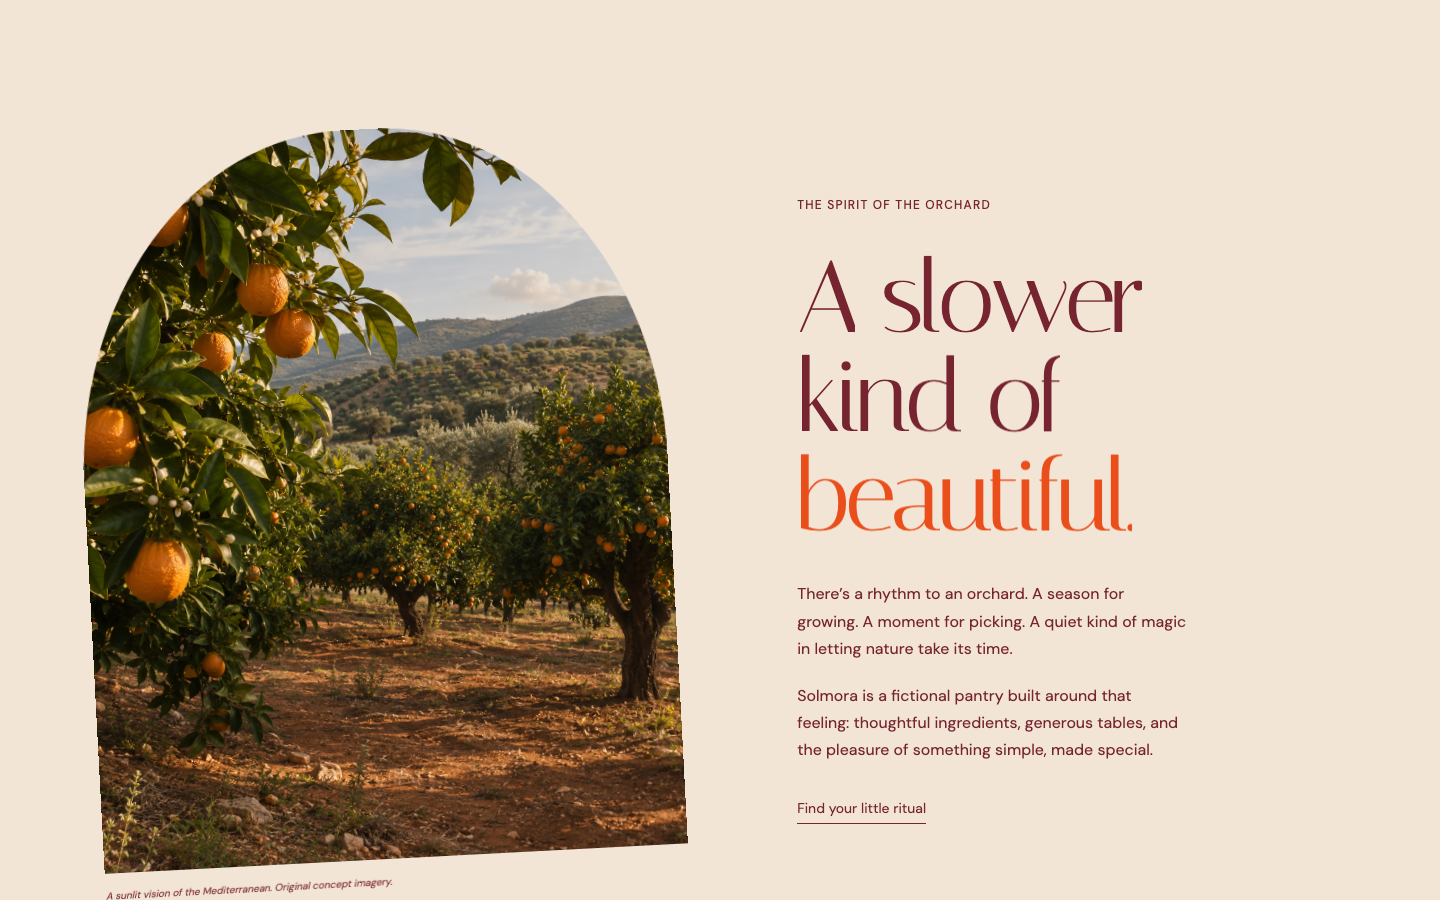 THE SPIRIT OF THE ORCHARD
A slower
kind of
beautiful.
There’s a rhythm to an orchard. A season for
growing. A moment for picking. A quiet kind of magic
in letting nature take its time.
Solmora is a fictional pantry built around that
feeling: thoughtful ingredients, generous tables, and
the pleasure of something simple, made special.
Find your little ritual
A sunlit vision of the Mediterranean. Original concept imagery.